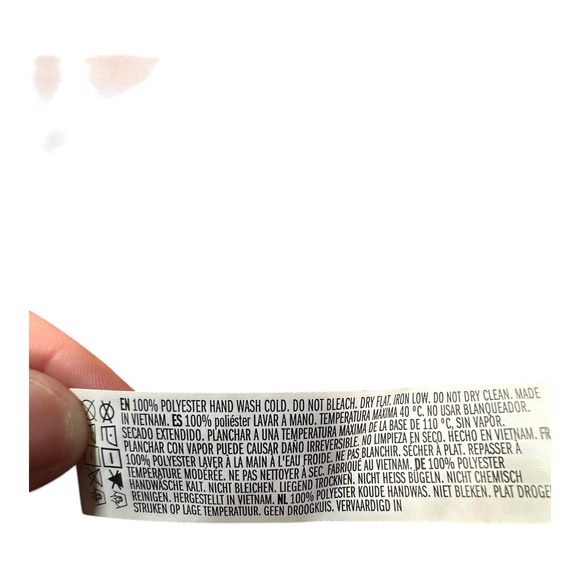 EN 100% POLYESTER HAND WASH COLD. DO NOT BLEACH. DRY FLAT. IRON LOW. DO NOT DRY CLEAN. MADE
IN VIETNAM. ES 100% poliéster LAVAR A MANO. TEMPERATURA MÁXIMA 40 °C. NO USAR BLANQUEADOR.
SECADO EXTENDIDO. PLANCHAR A UNA TEMPERATURA MÁXIMA DE LA BASE DE 110 °C, SIN VAPOR.
PLANCHAR CON VAPOR PUEDE CAUSAR DAÑO IRREVERSIBLE. NO LIMPIEZA EN SECO. HECHO EN VIETNAM. FR
100% POLYESTER LAVER À LA MAIN À L'EAU FROIDE. NE PAS BLANCHIR. SÉCHER À PLAT. REPASSER À
TEMPÉRATURE MODÉRÉE. NE PAS NETTOYER À SEC. FABRIQUÉ AU VIETNAM. DE 100% POLYESTER
HANDWÄSCHE KALT. NICHT BLEICHEN. LIEGEND TROCKNEN. NICHT HEISS BÜGELN. NICHT CHEMISCH
REINIGEN. HERGESTELLT IN VIETNAM. NL 100% POLYESTER KOUDE HANDWAS. NIET BLEKEN. PLAT DROGE
STRIJKEN OP LAGE TEMPERATUUR. GEEN DROOGKUIS. VERVAARDIGD IN